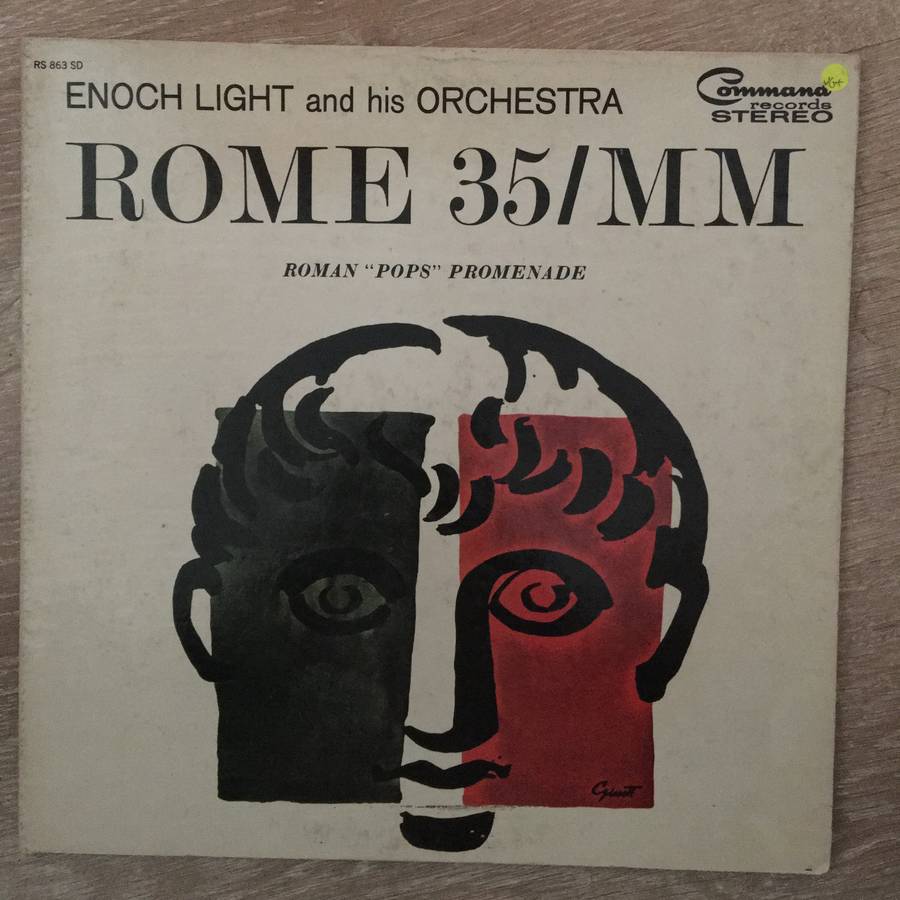 RS 863 SD
ENOCH LIGHT and his ORCHESTRA
Command
records
STEREO
ROME 35/MM
ROMAN “POPS” PROMENADE